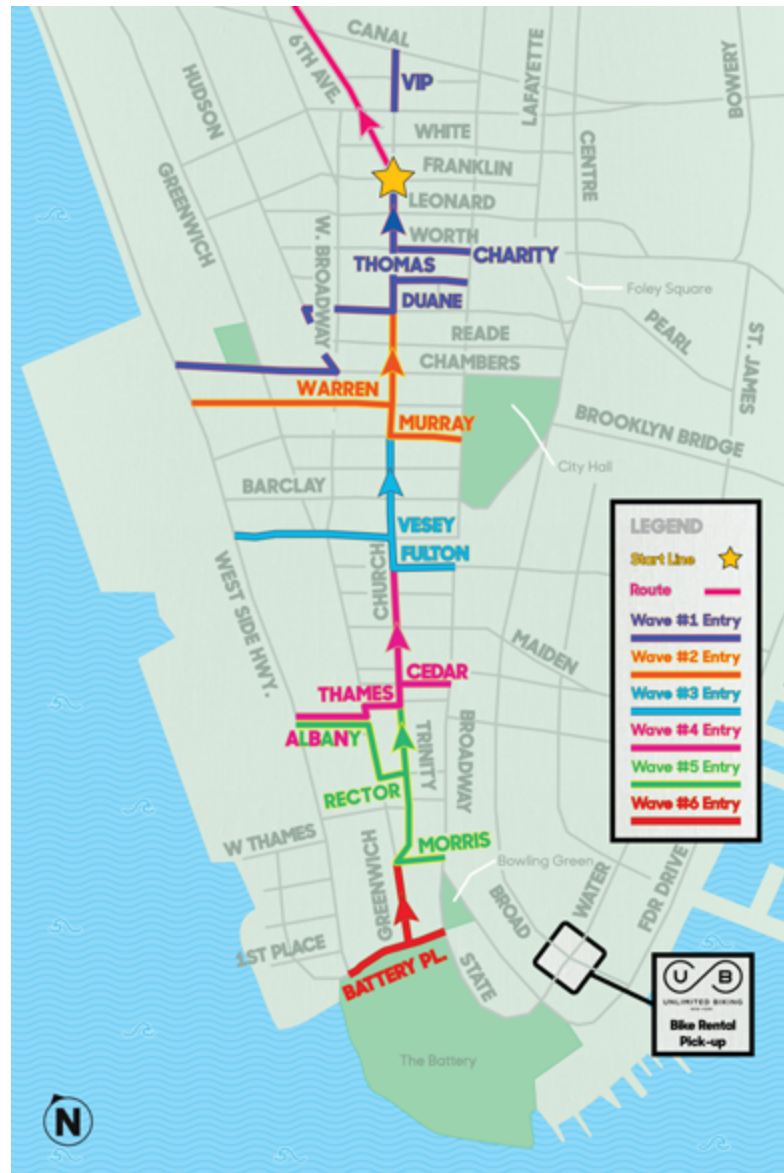 CANAL
6TH AVE.
VIP
LAFAYETTE
BOWERY
HUDSON
WHITE
CENTRE
FRANKLIN
GREENWICH
LEONARD
WORTH
W. BROADWAY
THOMAS
CHARITY
DUANE
Foley Square
READE
PEARL
ST. JAMES
CHAMBERS
WARREN
MURRAY
BROOKLYN BRIDGE
City Hall
BARCLAY
VESEY
FULTON
CHURCH
WEST SIDE HWY.
MAIDEN
CEDAR
THAMES
ALBANY
TRINITY
BROADWAY
RECTOR
W THAMES
MORRIS
GREENWICH
Bowling Green
BROAD
WATER
FDR DRIVE
1ST PLACE
BATTERY PL.
STATE
The Battery
LEGEND
Start Line
Route
Wave #1 Entry
Wave #2 Entry
Wave #3 Entry
Wave #4 Entry
Wave #5 Entry
Wave #6 Entry
U B
UNLIMITED BIKING
Bike Rental
Pick-up
N